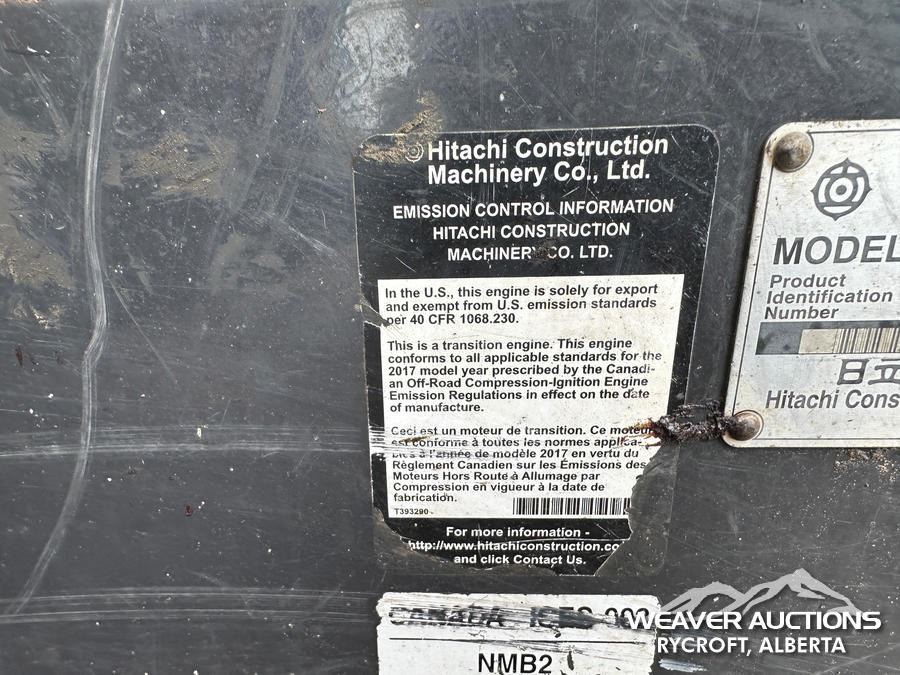 Hitachi Construction
Machinery Co., Ltd.
EMISSION CONTROL INFORMATION
HITACHI CONSTRUCTION
MACHINERY CO. LTD.
In the U.S., this engine is solely for export
and exempt from U.S. emission standards
per 40 CFR 1068.230.
This is a transition engine. This engine
conforms to all applicable standards for the
2017 model year prescribed by the Canadi-
an Off-Road Compression-Ignition Engine
Emission Regulations in effect on the date
of manufacture.
Ceci est un moteur de transition. Ce moteur
est conforme à toutes les normes applica-
bles à l'année de modèle 2017 en vertu du
Règlement Canadien sur les Émissions des
Moteurs Hors Route à Allumage par
Compression en vigueur à la date de
fabrication.
T393290
For more information -
http://www.hitachiconstruction.co
and click Contact Us.
CANADA ICES-002
NMB2
MODEL
Product
Identification
Number
日立
Hitachi Cons
WEAVER AUCTIONS
RYCROFT, ALBERTA